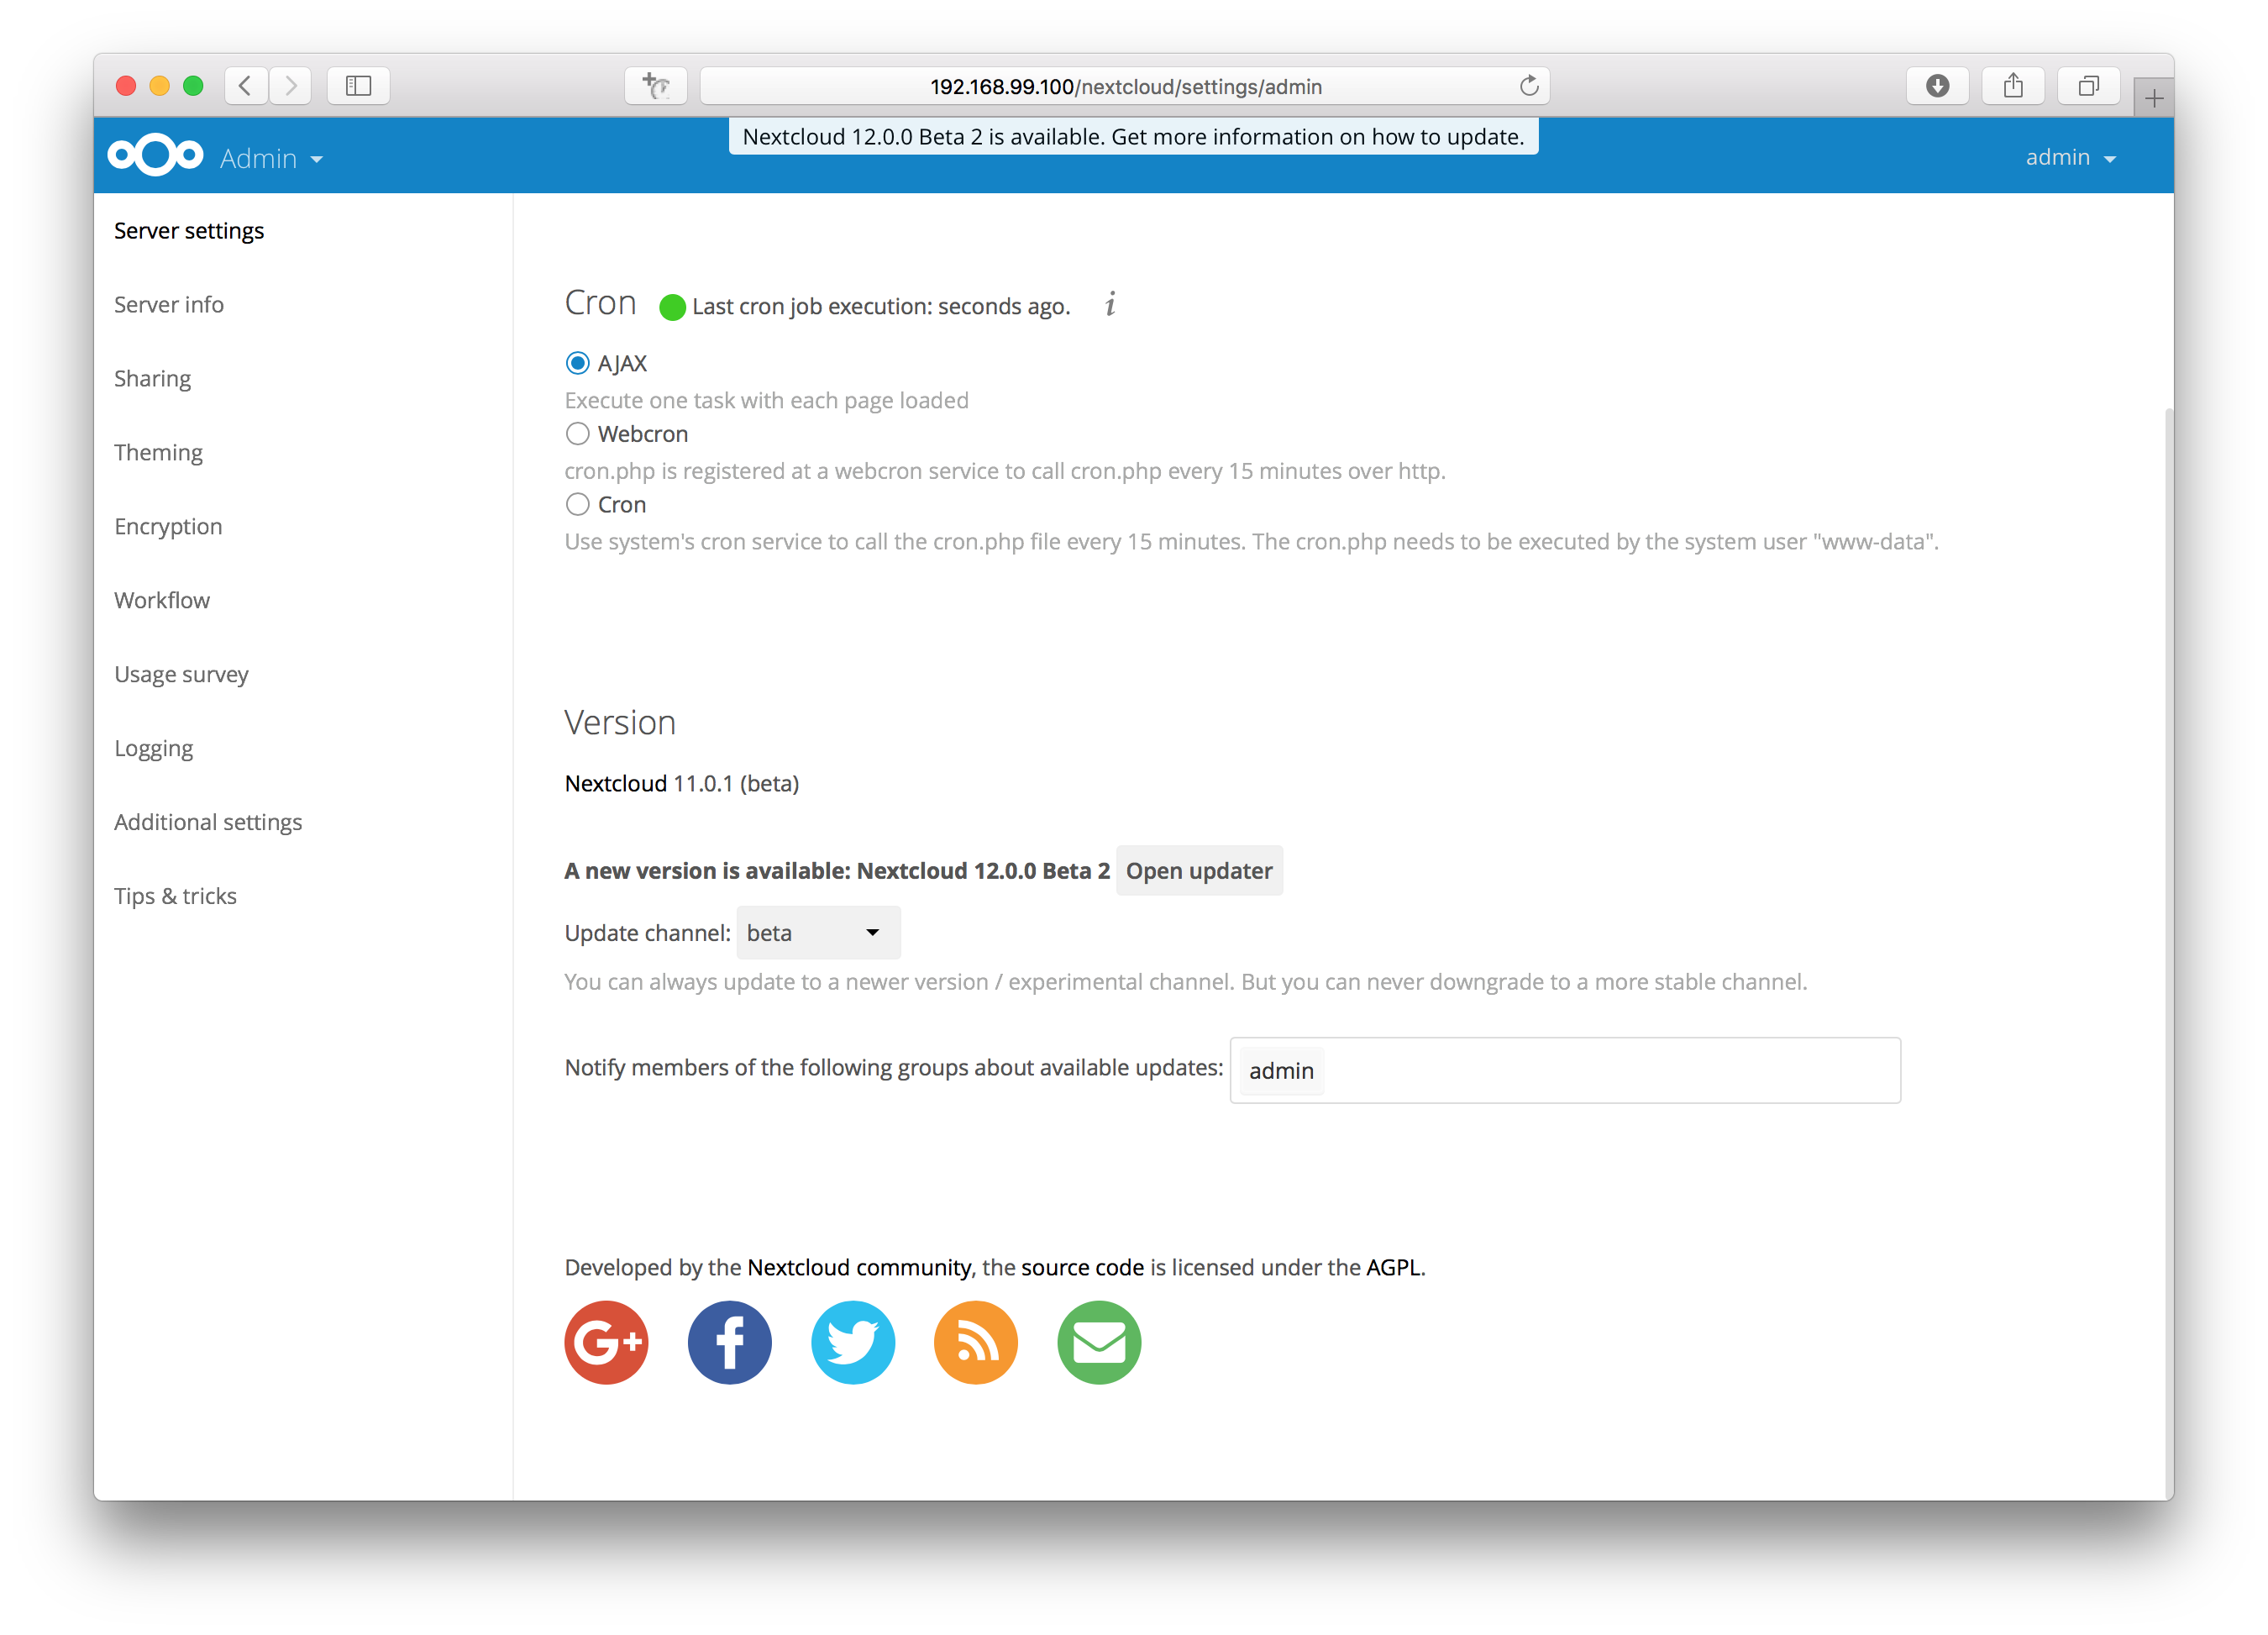 192.168.99.100/nextcloud/settings/admin
Nextcloud 12.0.0 Beta 2 is available. Get more information on how to update.
Admin
admin
Server settings
Server info
Sharing
Theming
Encryption
Workflow
Usage survey
Logging
Additional settings
Tips & tricks
Cron Last cron job execution: seconds ago. i
AJAX
Execute one task with each page loaded
Webcron
cron.php is registered at a webcron service to call cron.php every 15 minutes over http.
Cron
Use system's cron service to call the cron.php file every 15 minutes. The cron.php needs to be executed by the system user "www-data".
Version
Nextcloud 11.0.1 (beta)
A new version is available: Nextcloud 12.0.0 Beta 2 Open updater
Update channel: beta
You can always update to a newer version / experimental channel. But you can never downgrade to a more stable channel.
Notify members of the following groups about available updates: admin
Developed by the Nextcloud community, the source code is licensed under the AGPL.
G+ f